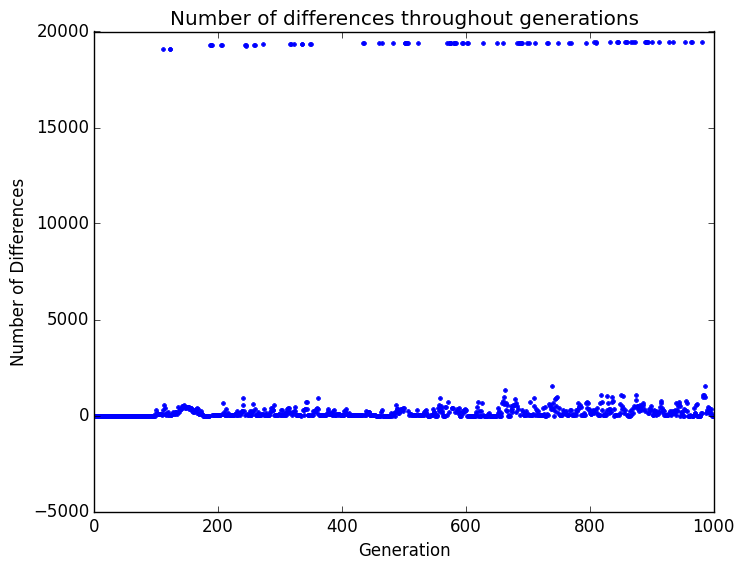 Number of differences throughout generations
20000
15000
10000
5000
0
−5000
Number of Differences
0 200 400 600 800 1000
Generation